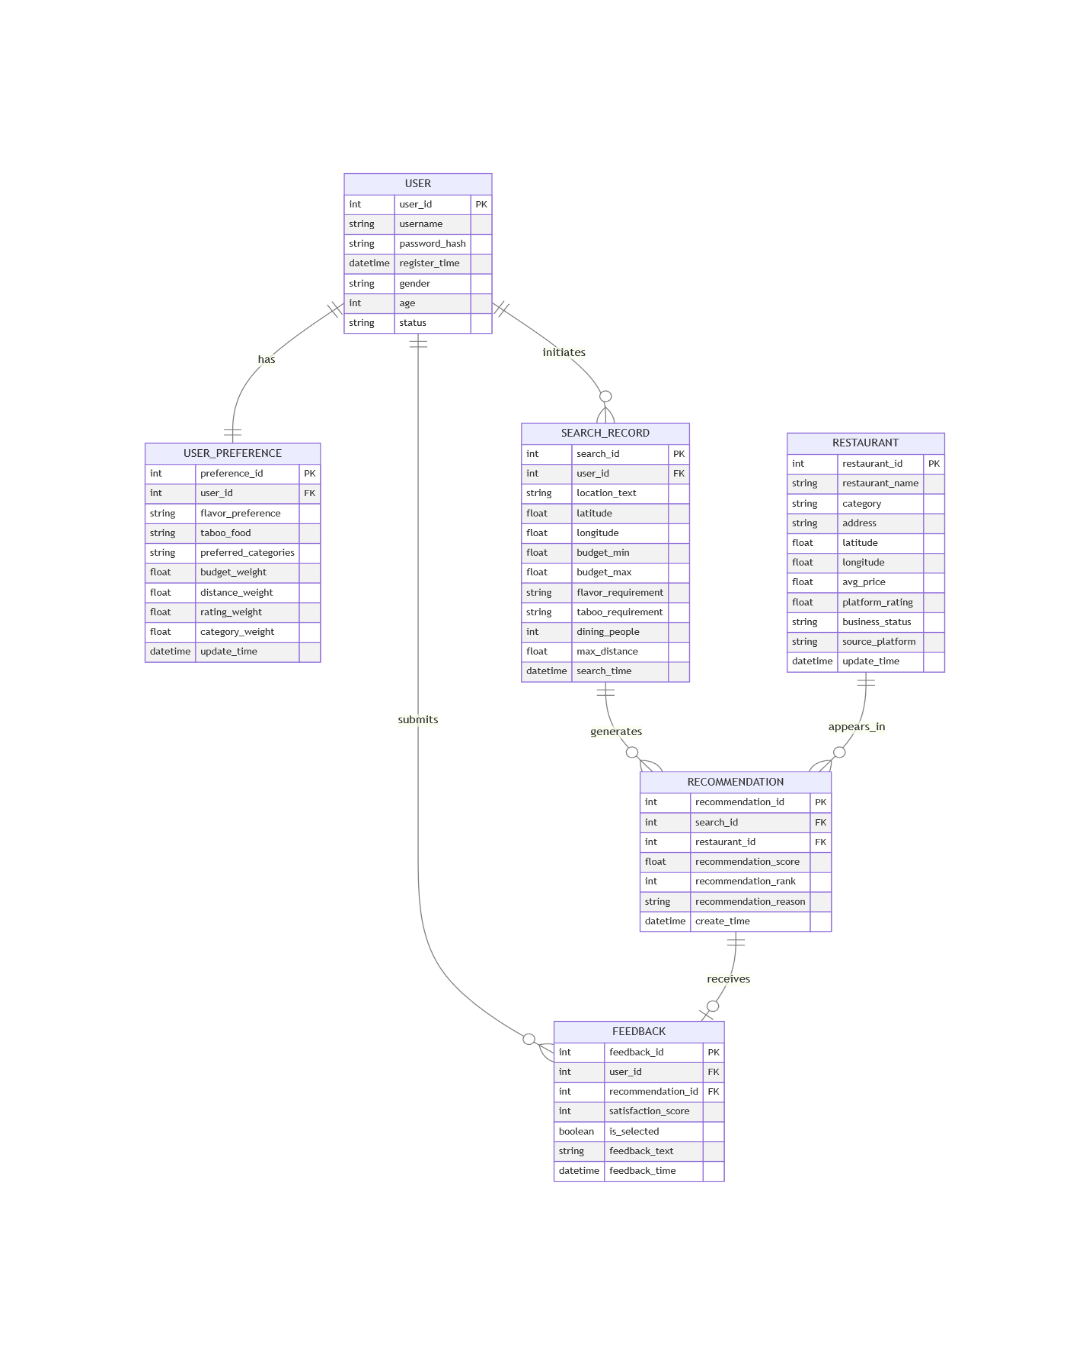 USER
int user_id PK
string username
string password_hash
datetime register_time
string gender
int age
string status
has
initiates
USER_PREFERENCE
int preference_id PK
int user_id FK
string flavor_preference
string taboo_food
string preferred_categories
float budget_weight
float distance_weight
float rating_weight
float category_weight
datetime update_time
SEARCH_RECORD
int search_id PK
int user_id FK
string location_text
float latitude
float longitude
float budget_min
float budget_max
string flavor_requirement
string taboo_requirement
int dining_people
float max_distance
datetime search_time
RESTAURANT
int restaurant_id PK
string restaurant_name
string category
string address
float latitude
float longitude
float avg_price
float platform_rating
string business_status
string source_platform
datetime update_time
submits
generates
appears_in
RECOMMENDATION
int recommendation_id PK
int search_id FK
int restaurant_id FK
float recommendation_score
int recommendation_rank
string recommendation_reason
datetime create_time
receives
FEEDBACK
int feedback_id PK
int user_id FK
int recommendation_id FK
int satisfaction_score
boolean is_selected
string feedback_text
datetime feedback_time